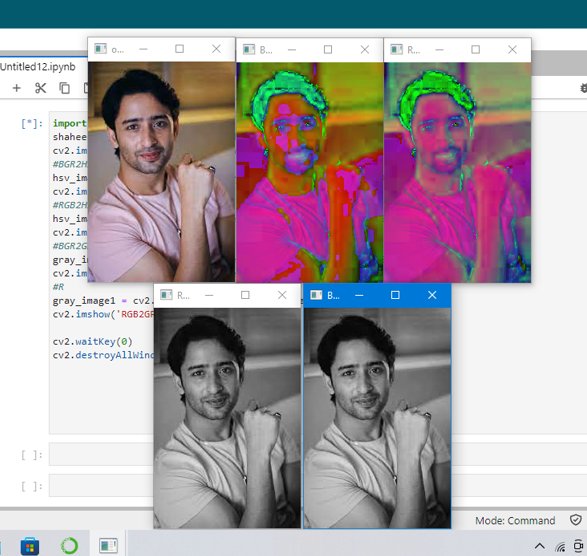 o...
B...
R...
Untitled12.ipynb
[*]:
import
shahee
cv2.im
#BGR2H
hsv_im
cv2.im
#RGB2H
hsv_im
cv2.im
#BGR2G
gray_im
cv2.im
#R
gray_image1 = cv2.
cv2.imshow('RGB2GR
R...
B...
cv2.waitKey(0)
cv2.destroyAllWind
[ ]:
[ ]:
Mode: Command